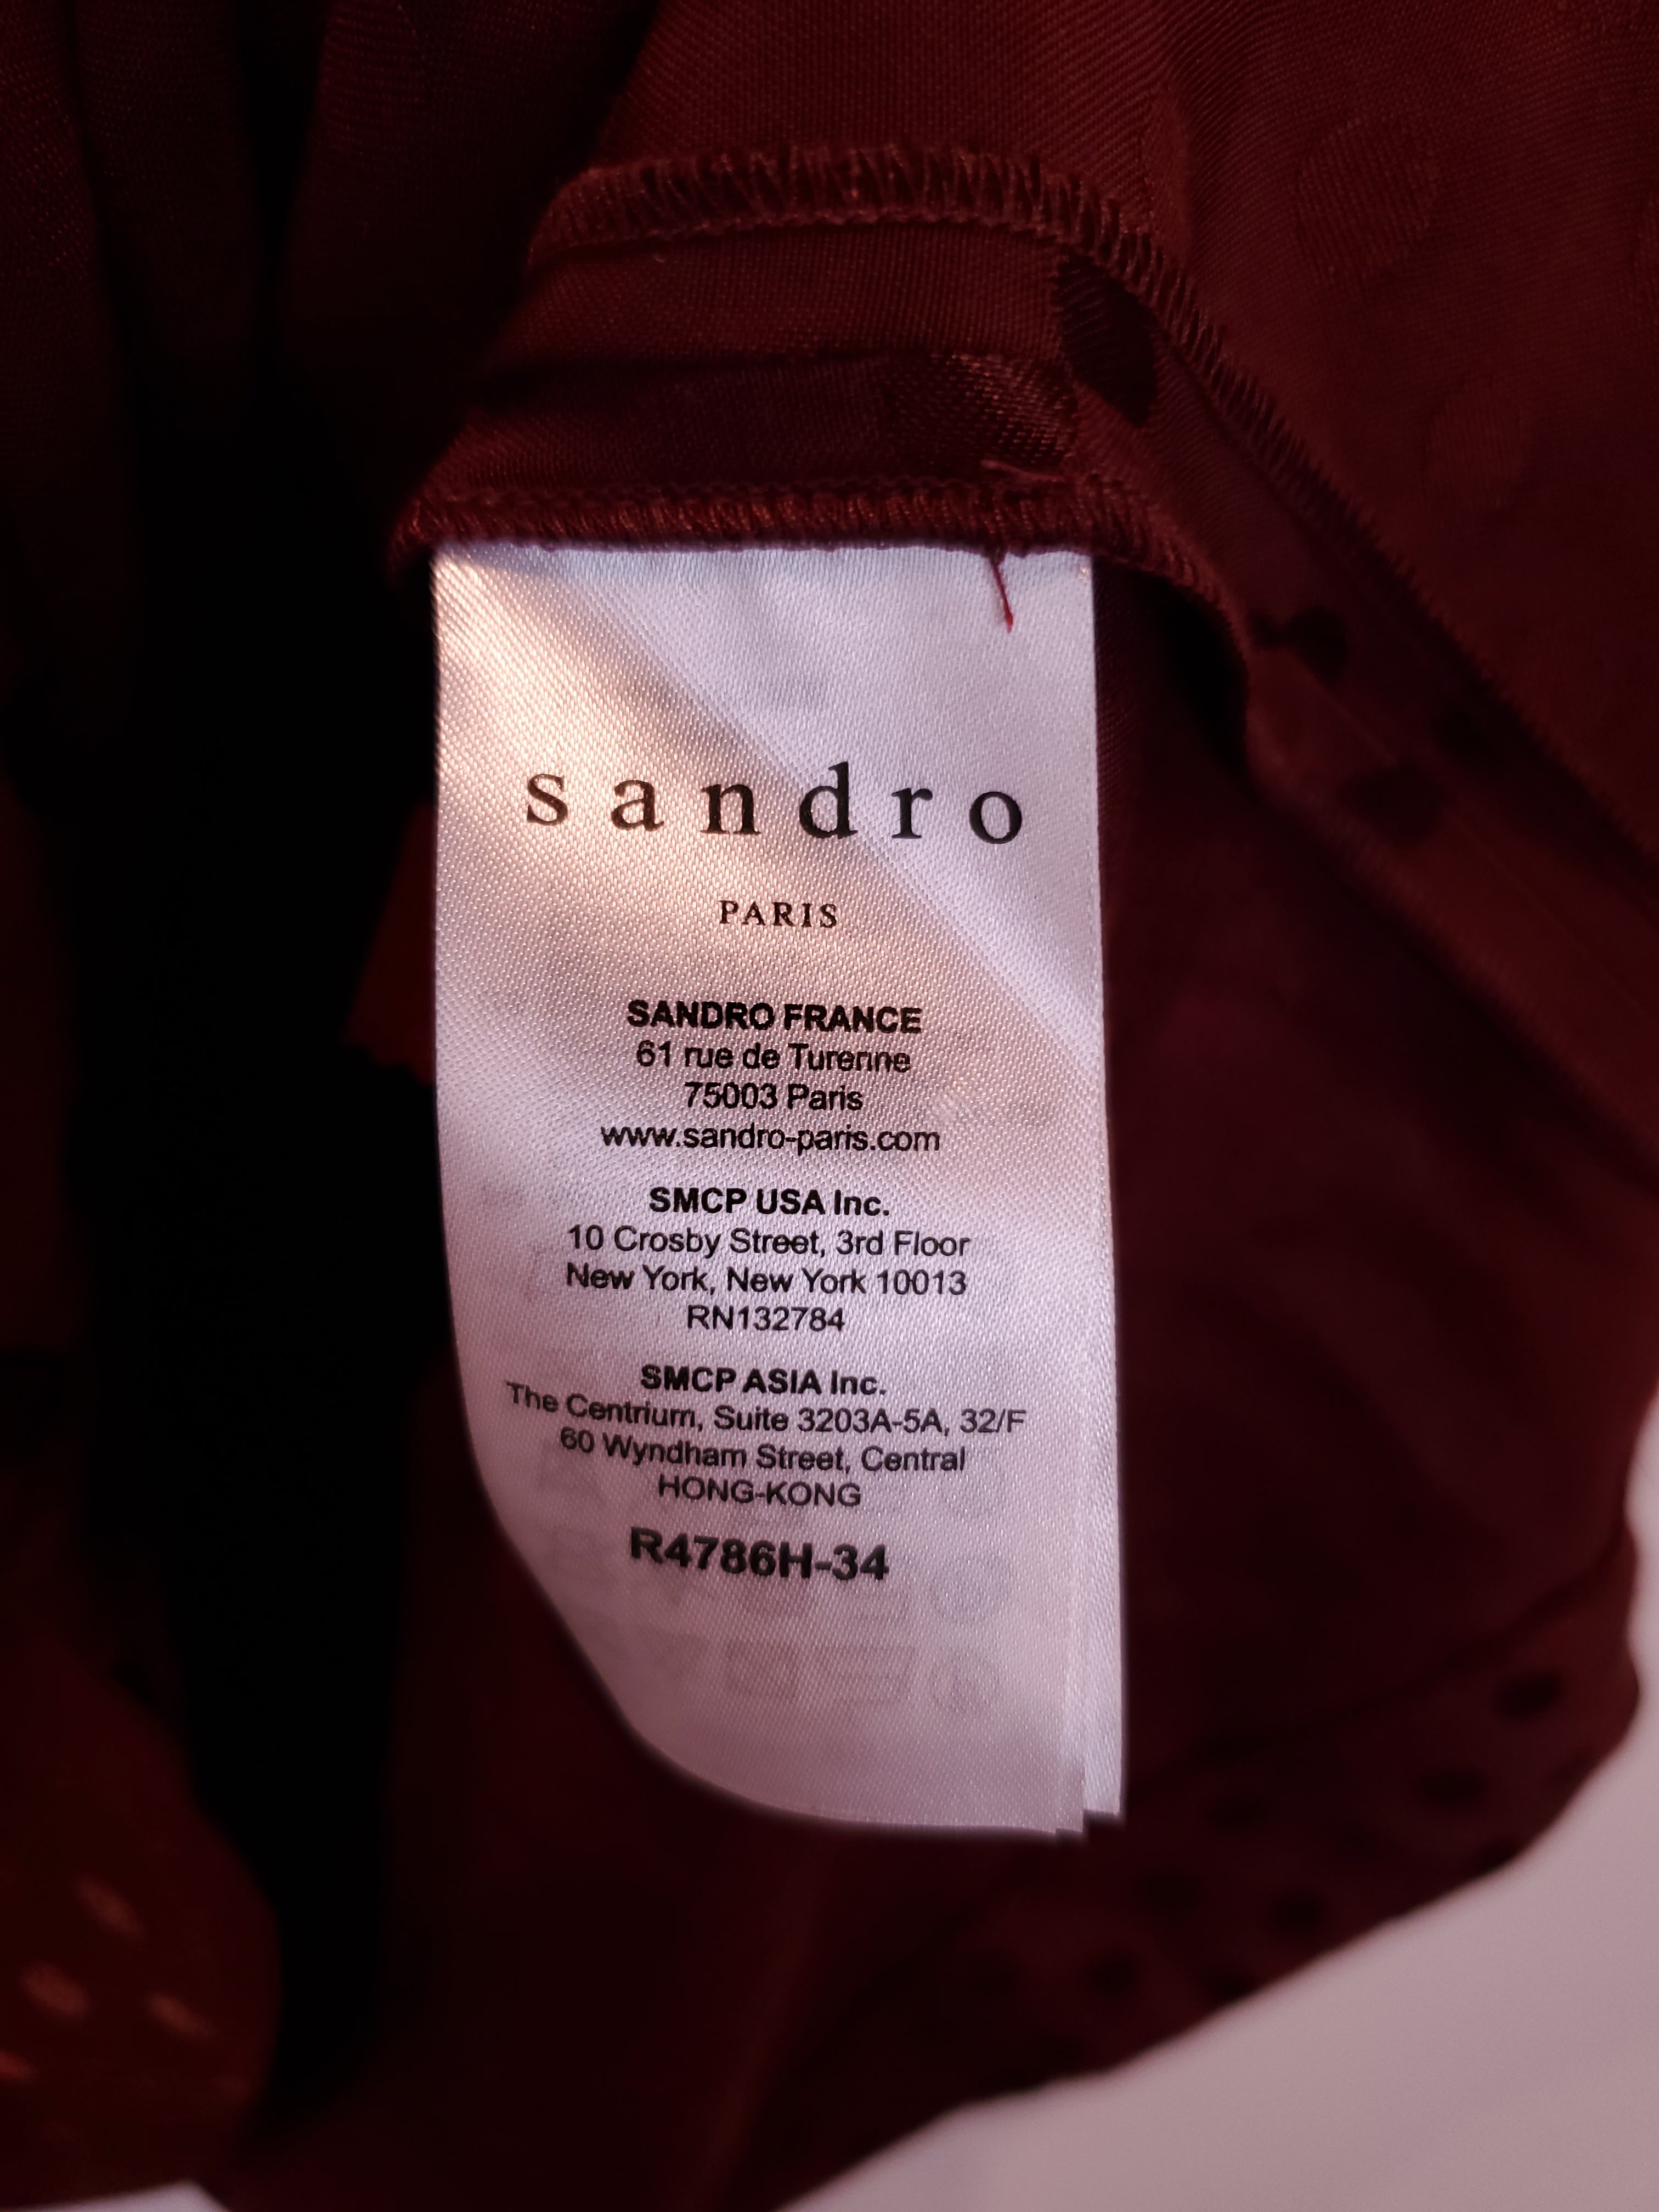 sandro
PARIS
SANDRO FRANCE
61 rue de Turenne
75003 Paris
www.sandro-paris.com
SMCP USA Inc.
10 Crosby Street, 3rd Floor
New York, New York 10013
RN132784
SMCP ASIA Inc.
The Centrium, Suite 3203A-5A, 32/F
60 Wyndham Street, Central
HONG-KONG
R4786H-34